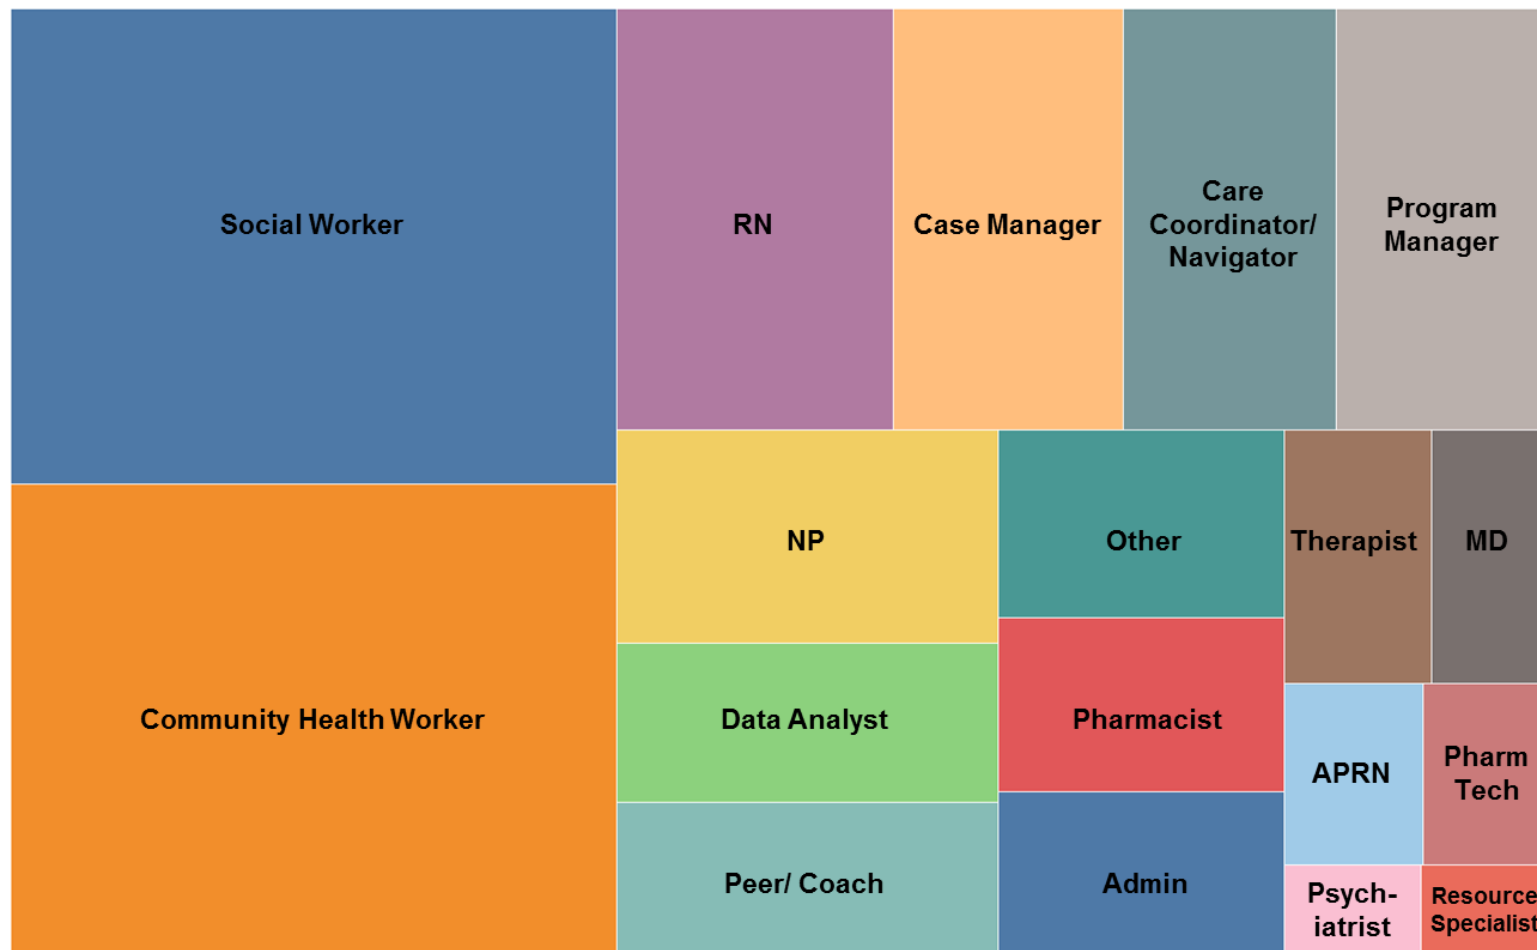 Social Worker
RN
Case Manager
Care
Coordinator/
Navigator
Program
Manager
Community Health Worker
NP
Other
Therapist
MD
Data Analyst
Pharmacist
APRN
Pharm
Tech
Peer/ Coach
Admin
Psych-
iatrist
Resource
Specialist